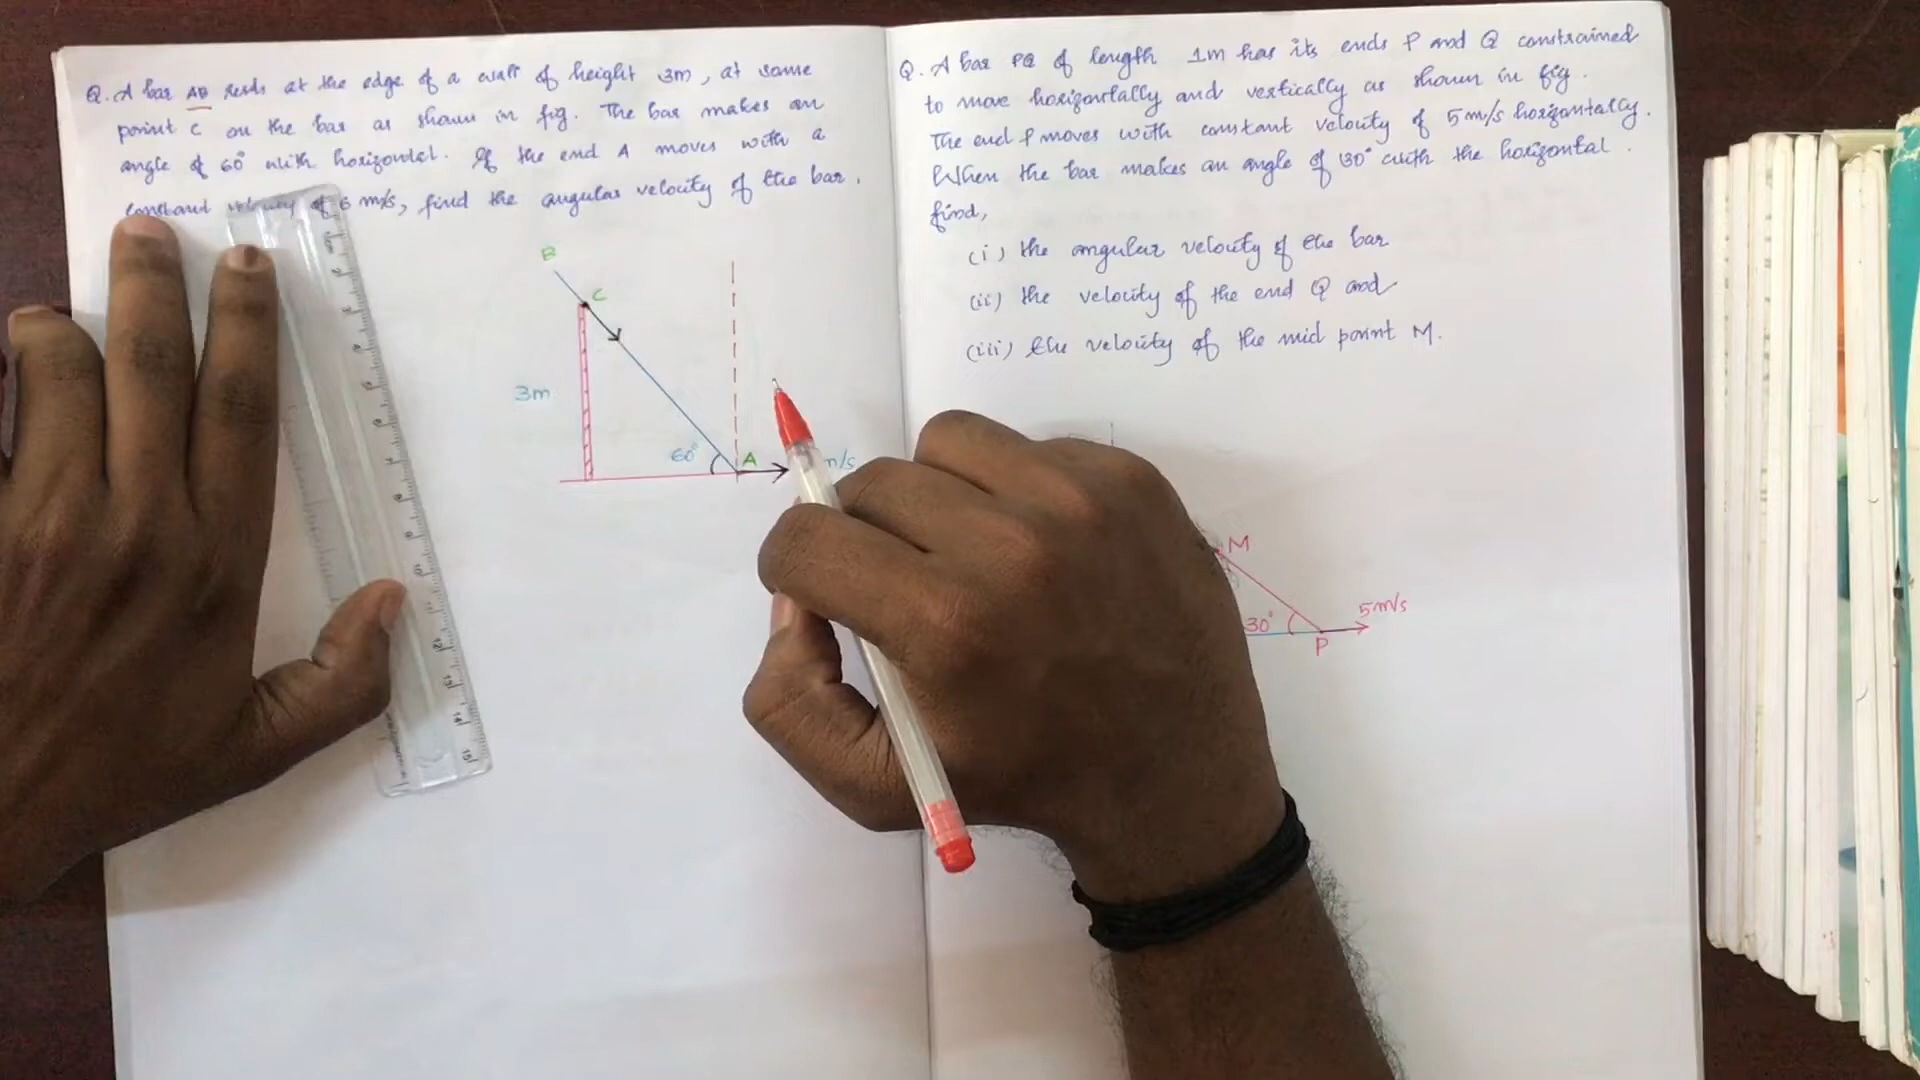 Q. A bar AB rests at the edge of a wall of height 3m, at some
point C on the bar as shown in fig. The bar makes an
angle of 60° with horizontal. If the end A moves with a
constant velocity of 6 m/s, find the angular velocity of the bar.
B
C
3m
60°
A
m/s
Q. A bar PQ of length 1m has its ends P and Q constrained
to move horizontally and vertically as shown in fig.
The end P moves with constant velocity of 5 m/s horizontally.
When the bar makes an angle of 30° with the horizontal.
find,
(i) the angular velocity of the bar
(ii) the velocity of the end Q and
(iii) the velocity of the mid point M.
M
30°
P
5m/s